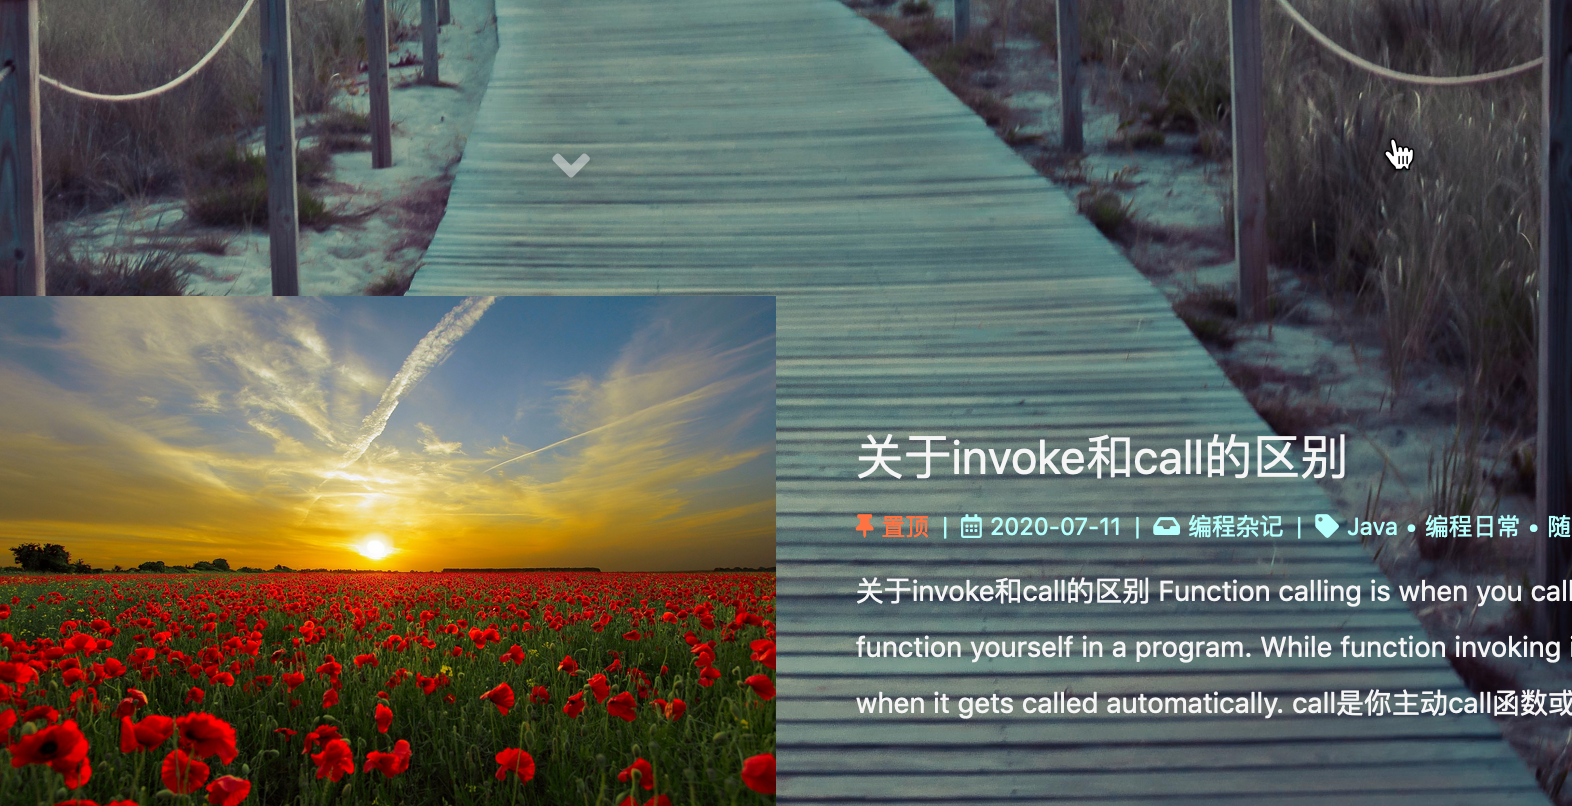 关于invoke和call的区别
置顶 | 2020-07-11 | 编程杂记 | Java • 编程日常 • 随
关于invoke和call的区别 Function calling is when you call
function yourself in a program. While function invoking i
when it gets called automatically. call是你主动call函数或